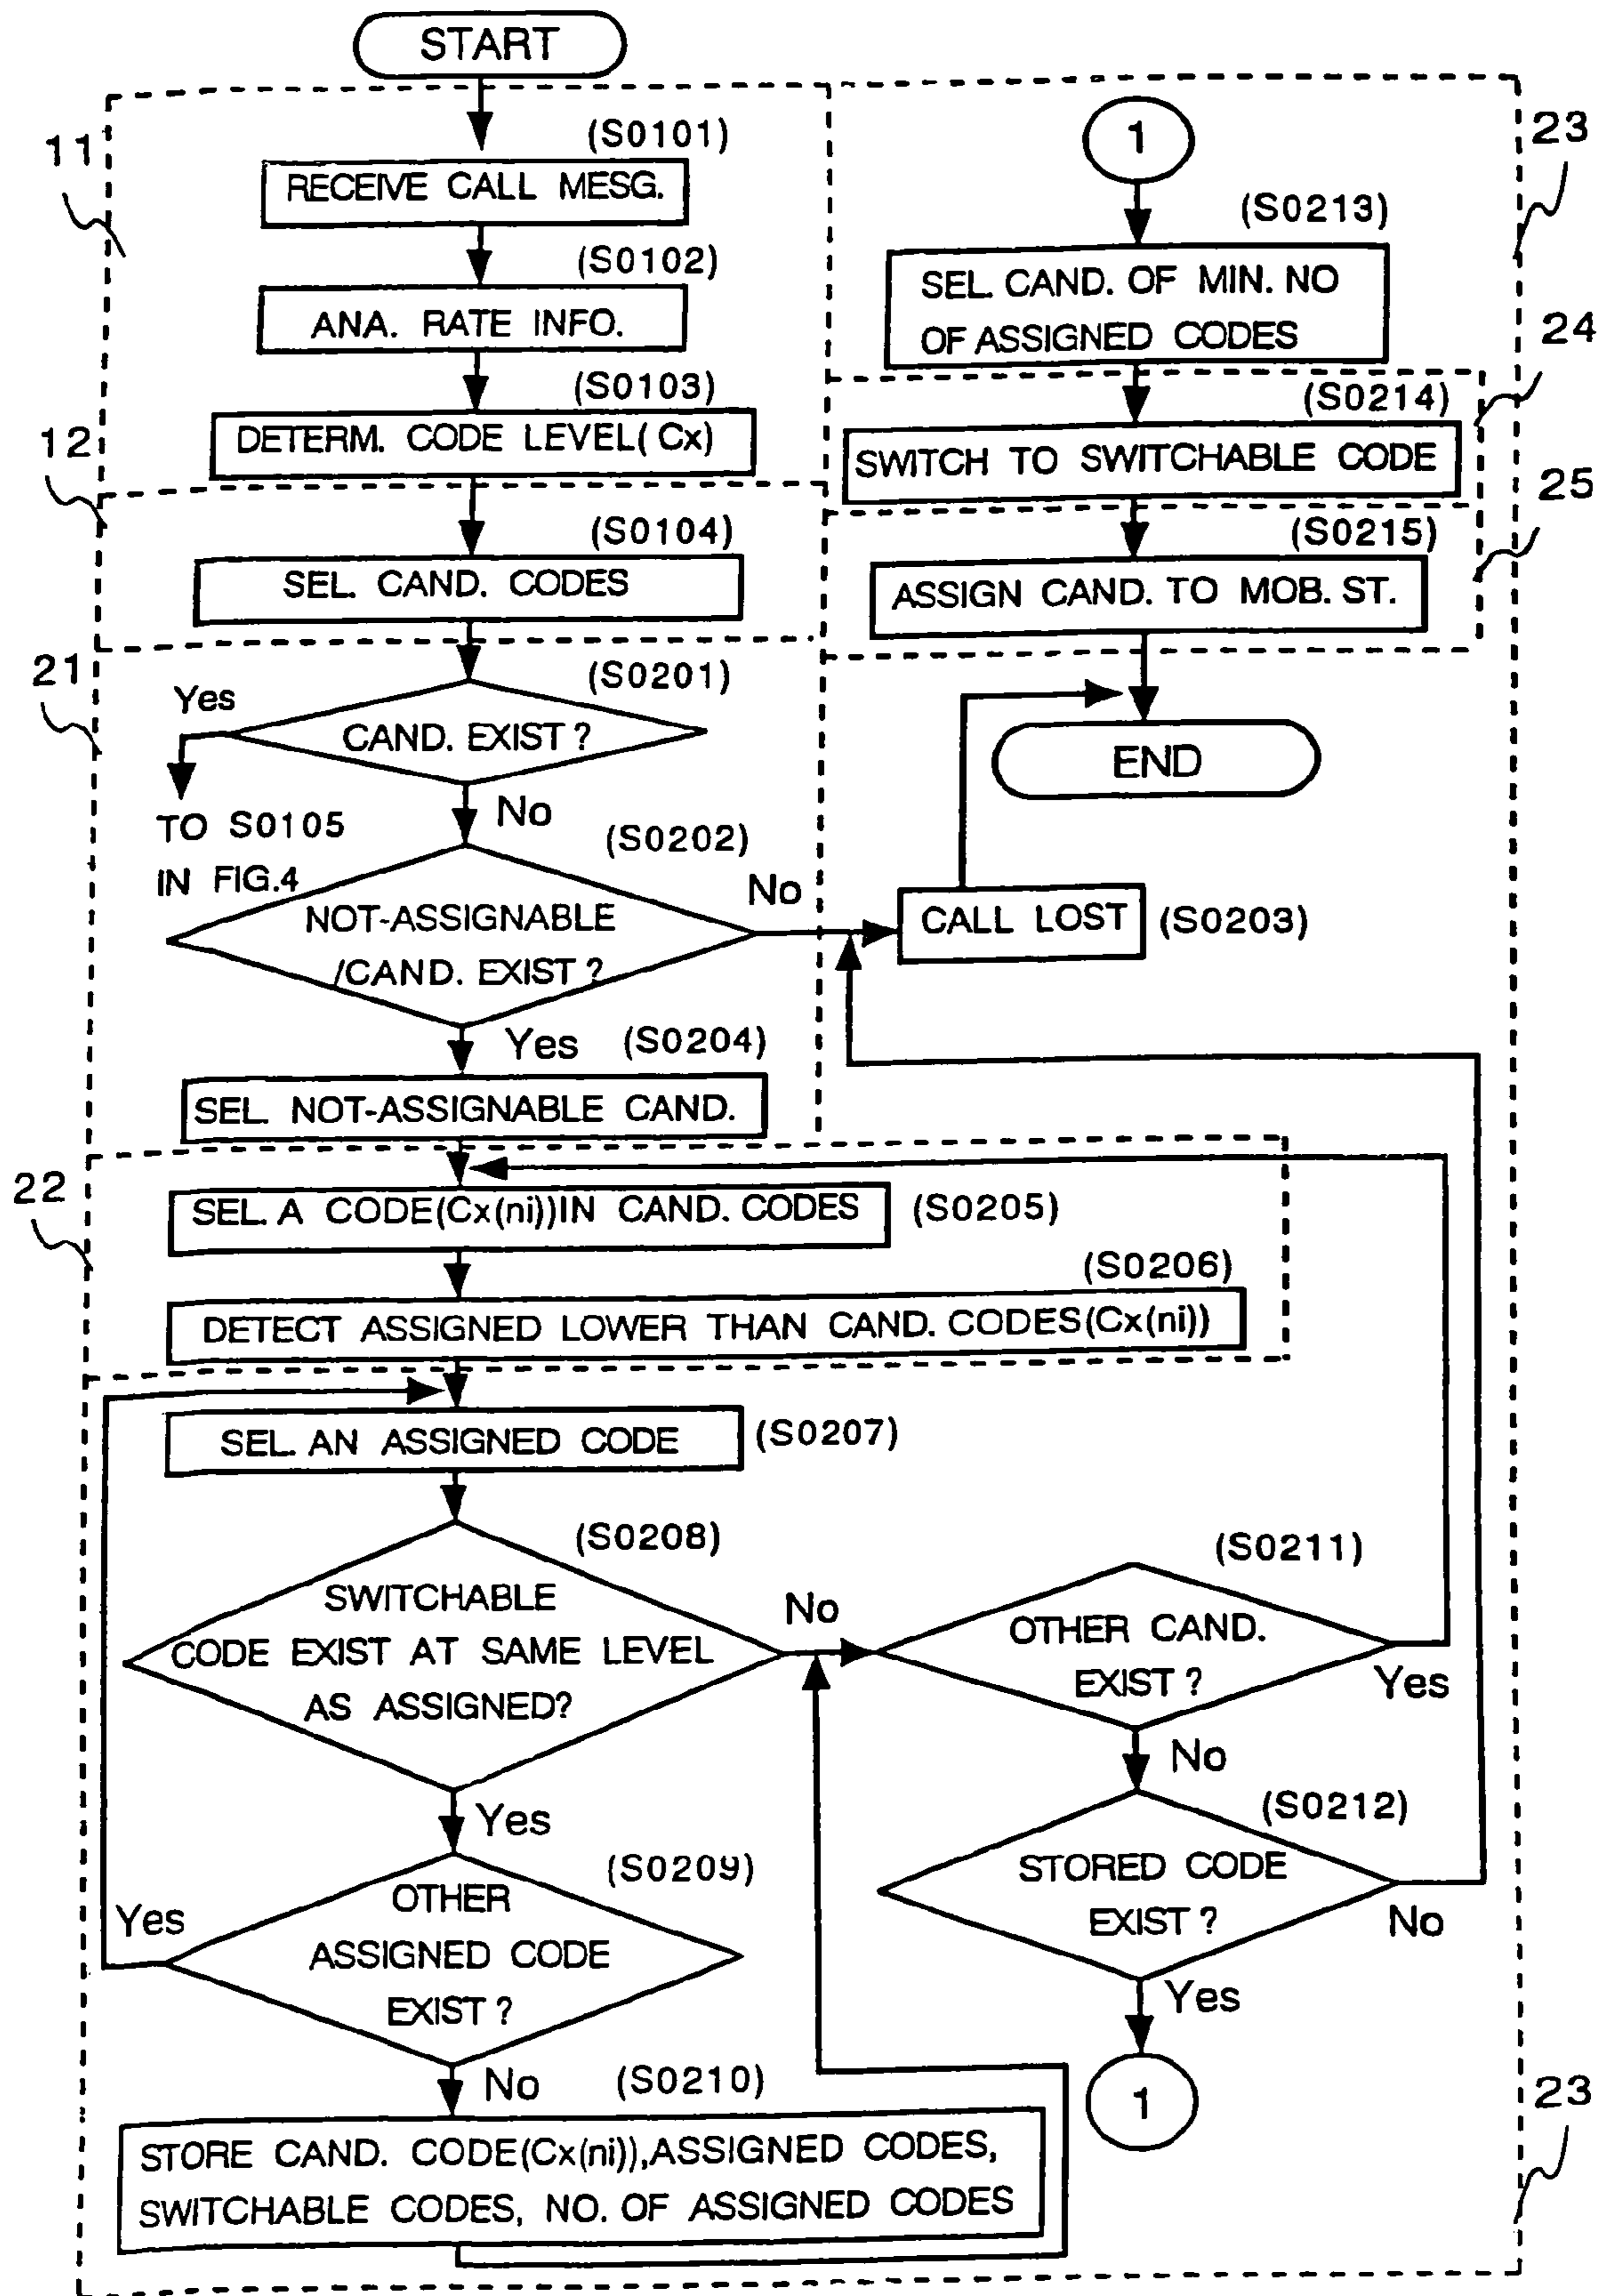 START
11
(S0101)
RECEIVE CALL MESG.
(S0102)
ANA. RATE INFO.
(S0103)
DETERM. CODE LEVEL(Cx)
12
(S0104)
SEL. CAND. CODES
21
(S0201)
Yes
CAND. EXIST?
TO S0105
IN FIG.4
No
(S0202)
NOT-ASSIGNABLE
/CAND. EXIST?
No
CALL LOST
(S0203)
Yes
(S0204)
SEL. NOT-ASSIGNABLE CAND.
22
SEL. A CODE(Cx(ni))IN CAND. CODES
(S0205)
(S0206)
DETECT ASSIGNED LOWER THAN CAND. CODES(Cx(ni))
SEL. AN ASSIGNED CODE
(S0207)
(S0208)
SWITCHABLE
CODE EXIST AT SAME LEVEL
AS ASSIGNED?
No
Yes
(S0209)
OTHER
ASSIGNED CODE
EXIST?
Yes
No
(S0210)
STORE CAND. CODE(Cx(ni)),ASSIGNED CODES,
SWITCHABLE CODES, NO. OF ASSIGNED CODES
(S0211)
OTHER CAND.
EXIST?
Yes
No
(S0212)
STORED CODE
EXIST?
No
Yes
1
23
1
23
(S0213)
SEL. CAND. OF MIN. NO
OF ASSIGNED CODES
24
(S0214)
SWITCH TO SWITCHABLE CODE
25
(S0215)
ASSIGN CAND. TO MOB. ST.
END